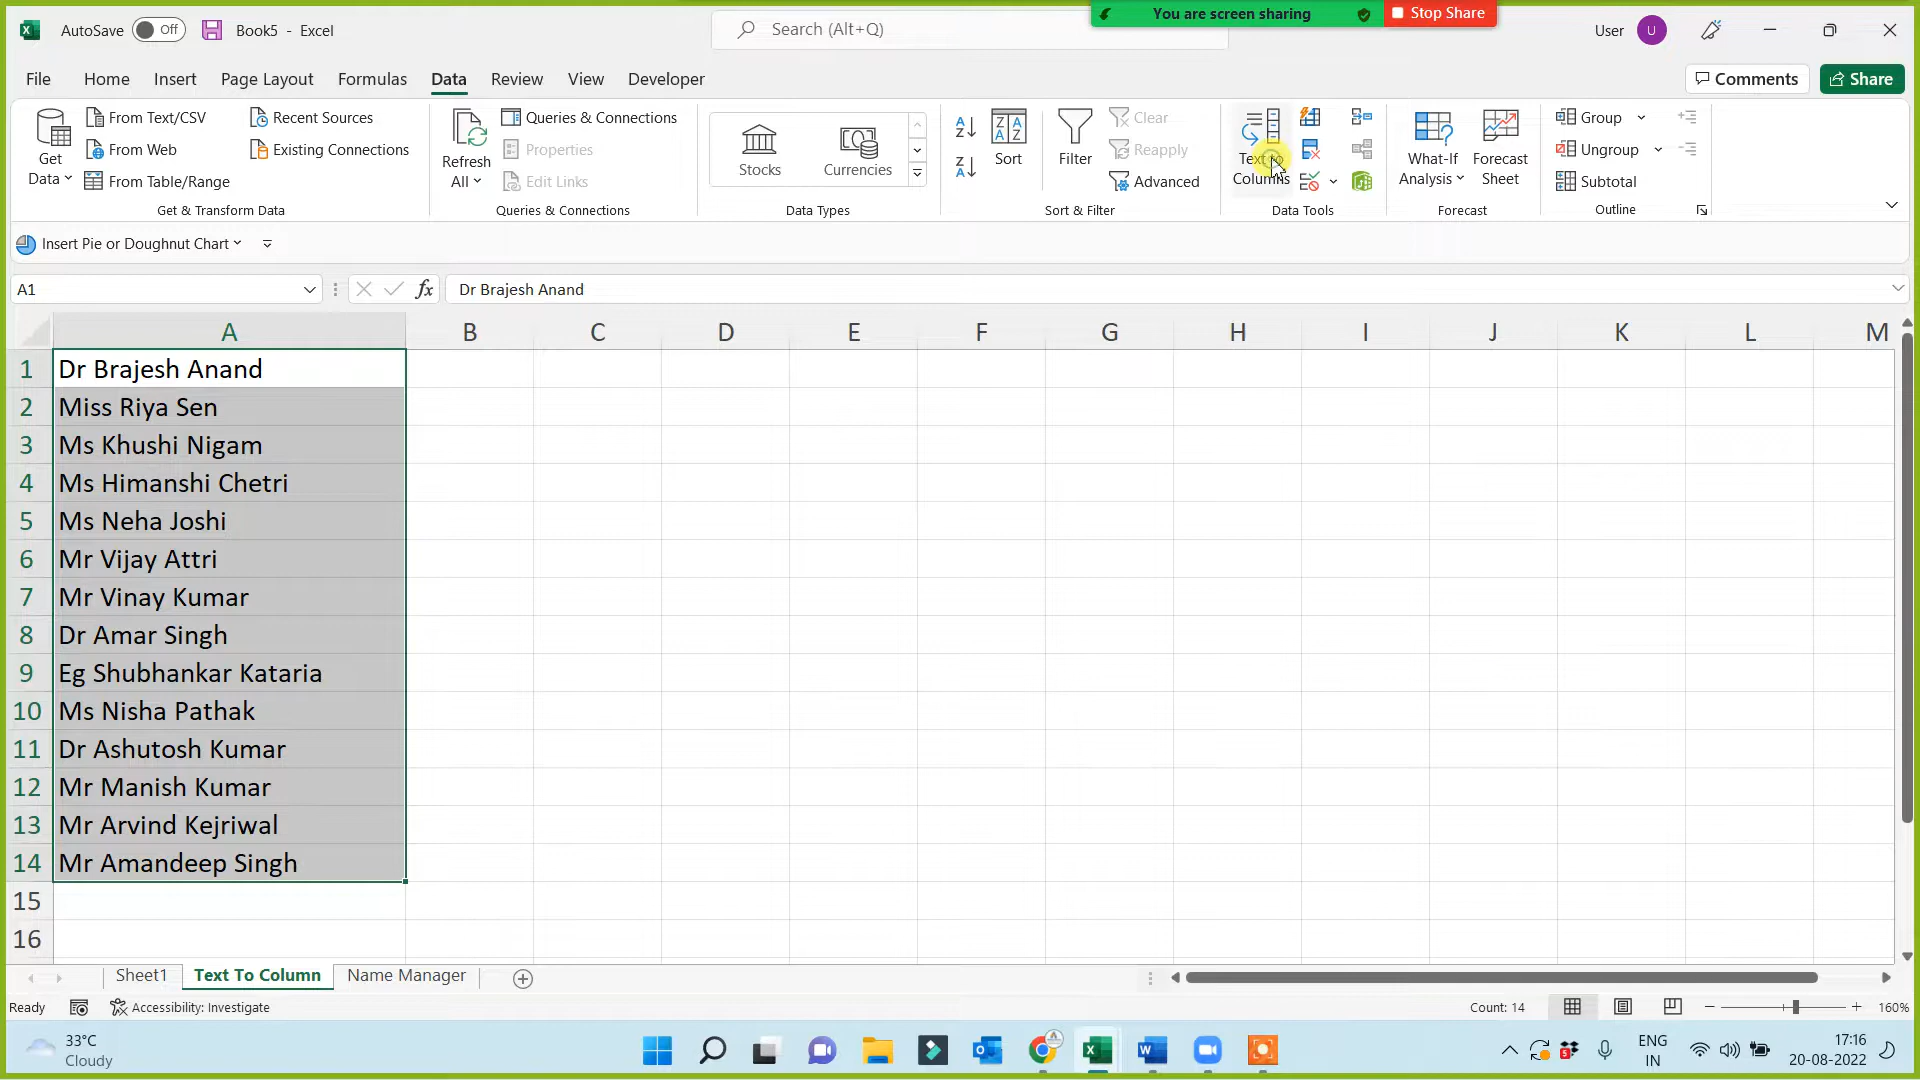 AutoSave Off Book5 - Excel Search (Alt+Q) You are screen sharing Stop Share User U
File Home Insert Page Layout Formulas Data Review View Developer Comments Share
Get Data
From Text/CSV
From Web
From Table/Range
Recent Sources
Existing Connections
Get & Transform Data
Refresh All
Queries & Connections
Properties
Edit Links
Queries & Connections
Stocks
Currencies
Data Types
Sort
Filter
Clear
Reapply
Advanced
Sort & Filter
Text to Columns
Data Tools
What-If Analysis
Forecast Sheet
Forecast
Group
Ungroup
Subtotal
Outline
Insert Pie or Doughnut Chart
A1 fx Dr Brajesh Anand
A B C D E F G H I J K L M
1 Dr Brajesh Anand
2 Miss Riya Sen
3 Ms Khushi Nigam
4 Ms Himanshi Chetri
5 Ms Neha Joshi
6 Mr Vijay Attri
7 Mr Vinay Kumar
8 Dr Amar Singh
9 Eg Shubhankar Kataria
10 Ms Nisha Pathak
11 Dr Ashutosh Kumar
12 Mr Manish Kumar
13 Mr Arvind Kejriwal
14 Mr Amandeep Singh
15
16
Sheet1 Text To Column Name Manager
Ready Accessibility: Investigate Count: 14 160%
33°C
Cloudy
ENG
IN
17:16
20-08-2022